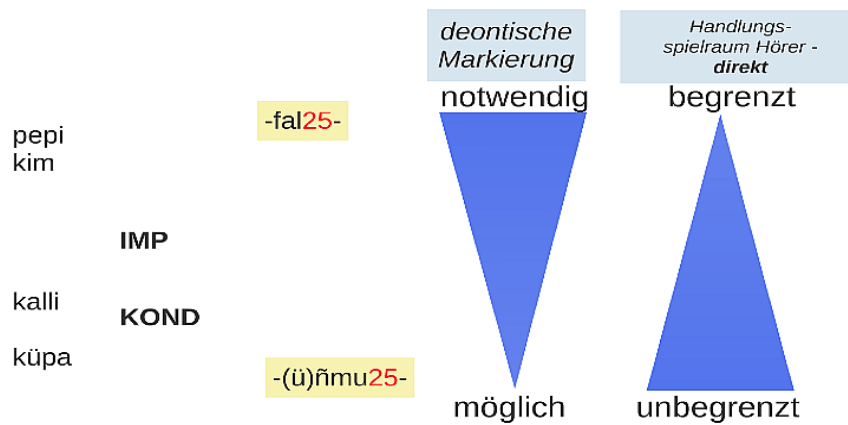 deontische
Markierung
Handlungs-
spielraum Hörer -
direkt
notwendig
begrenzt
-fal25-
pepi
kim
IMP
kalli
KOND
küpa
-(ü)ñmu25-
möglich
unbegrenzt